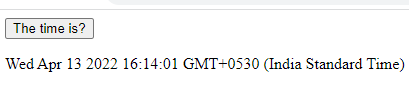 The time is?
Wed Apr 13 2022 16:14:01 GMT+0530 (India Standard Time)